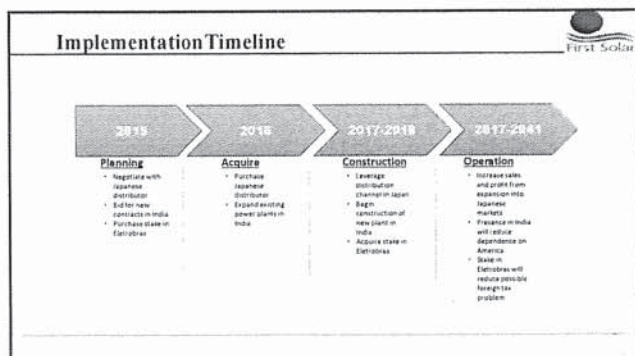 Implementation Timeline
First Solar
2015
2016
2017-2018
2017-2041
Planning
• Negotiate with
Japanese
distributor
• Bid for new
contracts in India
• Purchase stake in
Eletrobras
Acquire
• Purchase
Japanese
distributor
• Expand existing
power plants in
India
Construction
• Leverage
distribution
channel in Japan
• Begin
construction of
new plant in
India
• Acquire stake in
Eletrobras
Operation
• Increase sales
and profit from
expansion into
Japanese
markets
• Presence in India
will reduce
dependence on
America
• Stake in
Eletrobras will
reduce possible
foreign tax
problem